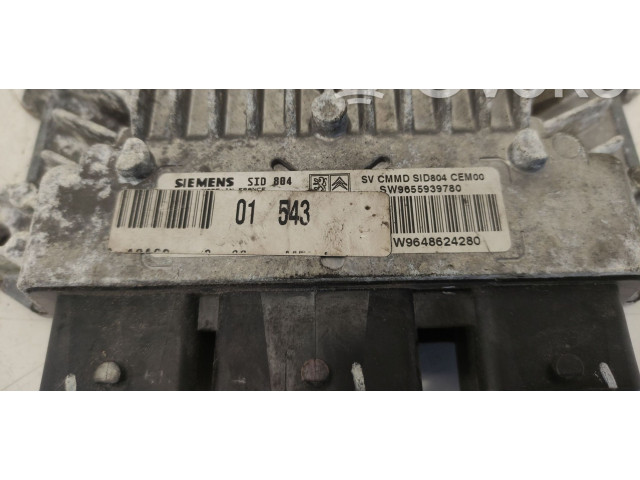 SIEMENS SID 804
SV CMMD SID804 CEM00
SW9655939780
01 543
W9648624280